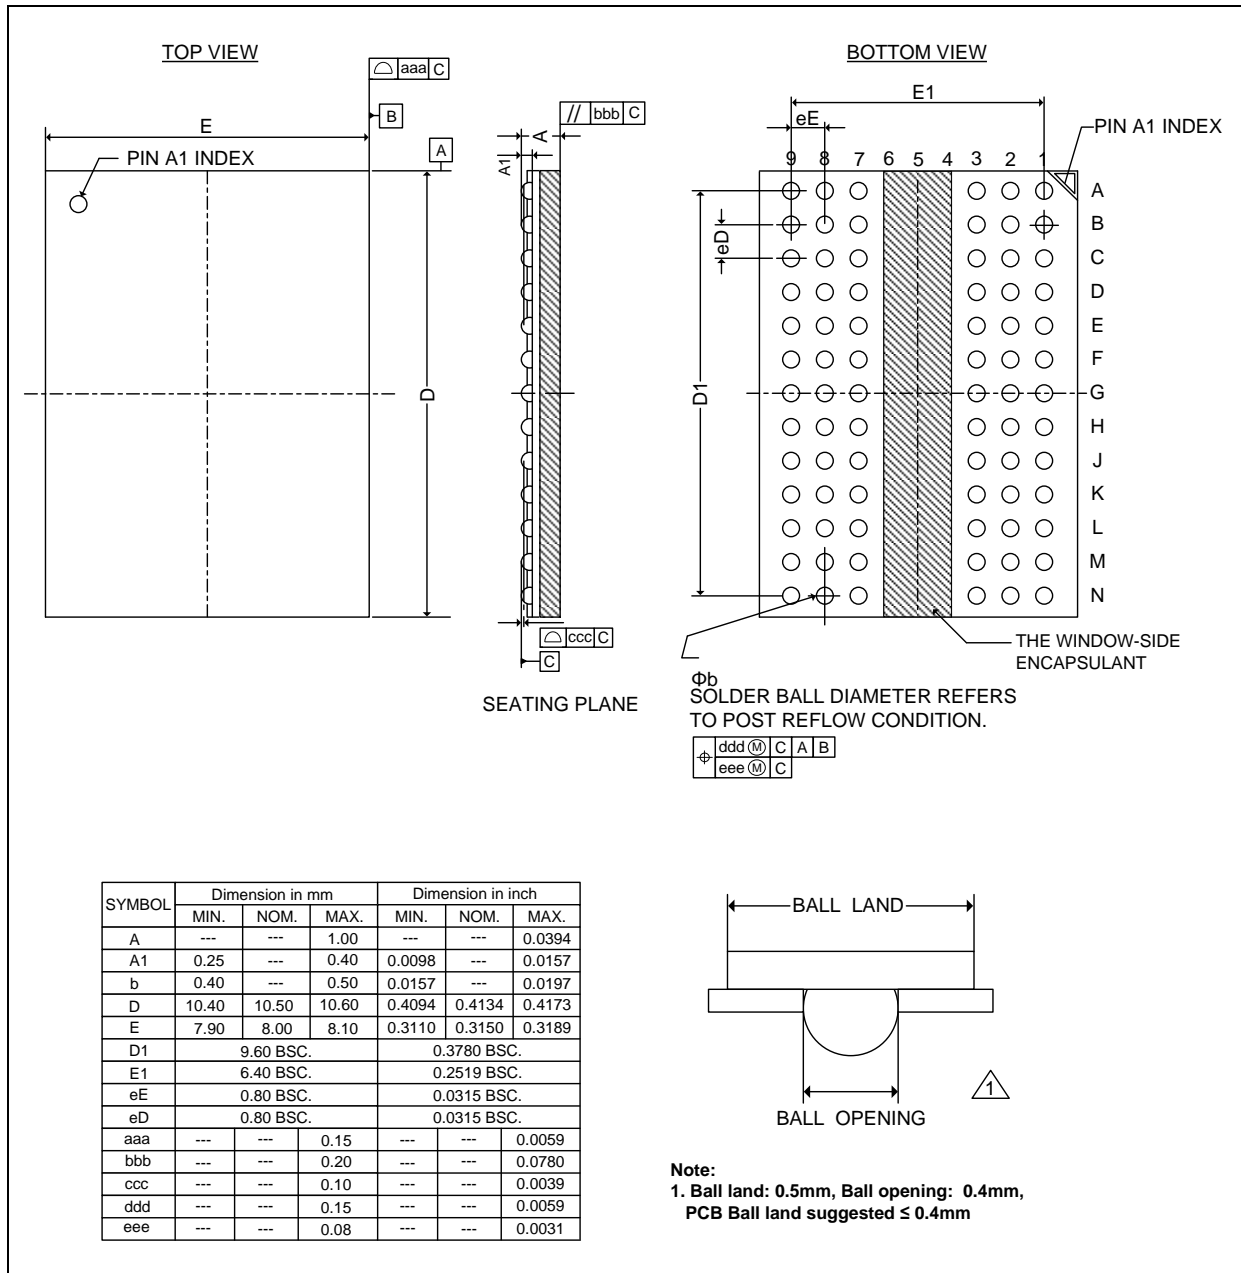 TOP VIEW
aaa C
B
E
A
PIN A1 INDEX
D
// bbb C
A
A1
ccc C
C
SEATING PLANE
BOTTOM VIEW
E1
eE
PIN A1 INDEX
9 8 7 6 5 4 3 2 1
A
B
C
D
E
F
G
H
J
K
L
M
N
eD
D1
THE WINDOW-SIDE
ENCAPSULANT
Φb
SOLDER BALL DIAMETER REFERS
TO POST REFLOW CONDITION.
⌖ ddd Ⓜ C A B
eee Ⓜ C
SYMBOL Dimension in mm Dimension in inch
MIN. NOM. MAX. MIN. NOM. MAX.
A --- --- 1.00 --- --- 0.0394
A1 0.25 --- 0.40 0.0098 --- 0.0157
b 0.40 --- 0.50 0.0157 --- 0.0197
D 10.40 10.50 10.60 0.4094 0.4134 0.4173
E 7.90 8.00 8.10 0.3110 0.3150 0.3189
D1 9.60 BSC. 0.3780 BSC.
E1 6.40 BSC. 0.2519 BSC.
eE 0.80 BSC. 0.0315 BSC.
eD 0.80 BSC. 0.0315 BSC.
aaa --- --- 0.15 --- --- 0.0059
bbb --- --- 0.20 --- --- 0.0780
ccc --- --- 0.10 --- --- 0.0039
ddd --- --- 0.15 --- --- 0.0059
eee --- --- 0.08 --- --- 0.0031
BALL LAND
1
BALL OPENING
Note:
1. Ball land: 0.5mm, Ball opening: 0.4mm,
PCB Ball land suggested ≤ 0.4mm